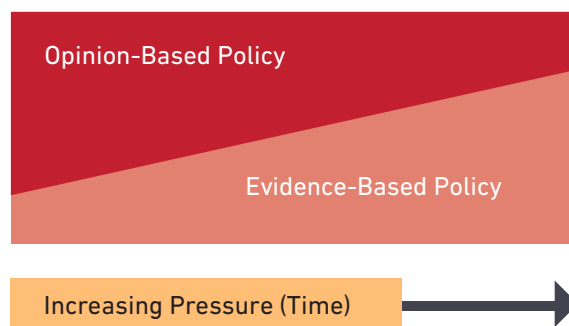 Opinion-Based Policy
Evidence-Based Policy
Increasing Pressure (Time)